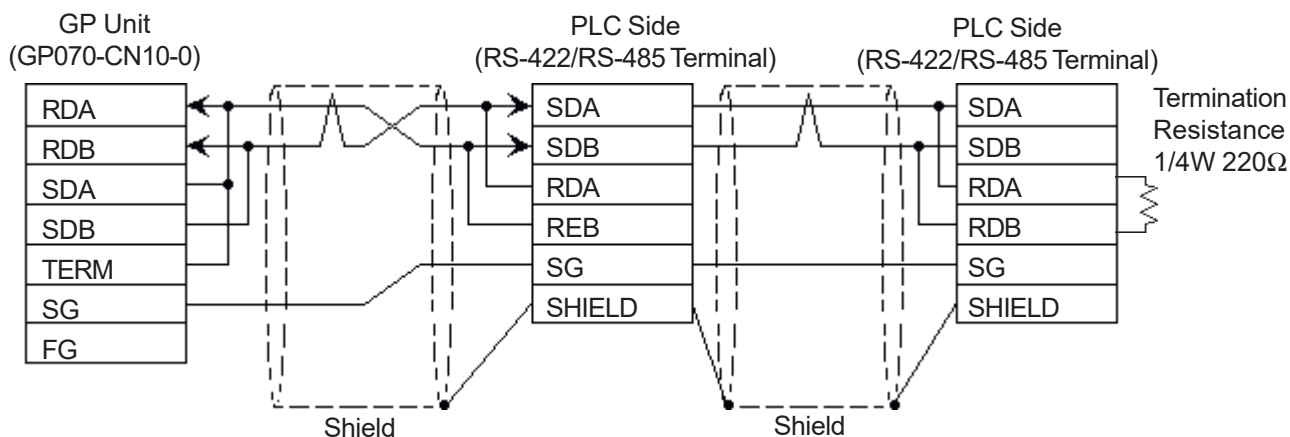 GP Unit
(GP070-CN10-0)
RDA
RDB
SDA
SDB
TERM
SG
FG
Shield
PLC Side
(RS-422/RS-485 Terminal)
SDA
SDB
RDA
REB
SG
SHIELD
Shield
PLC Side
(RS-422/RS-485 Terminal)
SDA
SDB
RDA
RDB
SG
SHIELD
Termination
Resistance
1/4W 220Ω